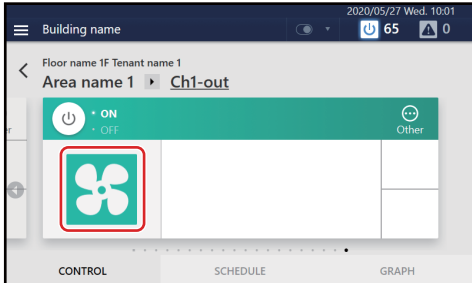 2020/05/27 Wed. 10:01
Building name
65
0
Floor name 1F Tenant name 1
Area name 1 Ch1-out
ON
OFF
Other
CONTROL
SCHEDULE
GRAPH